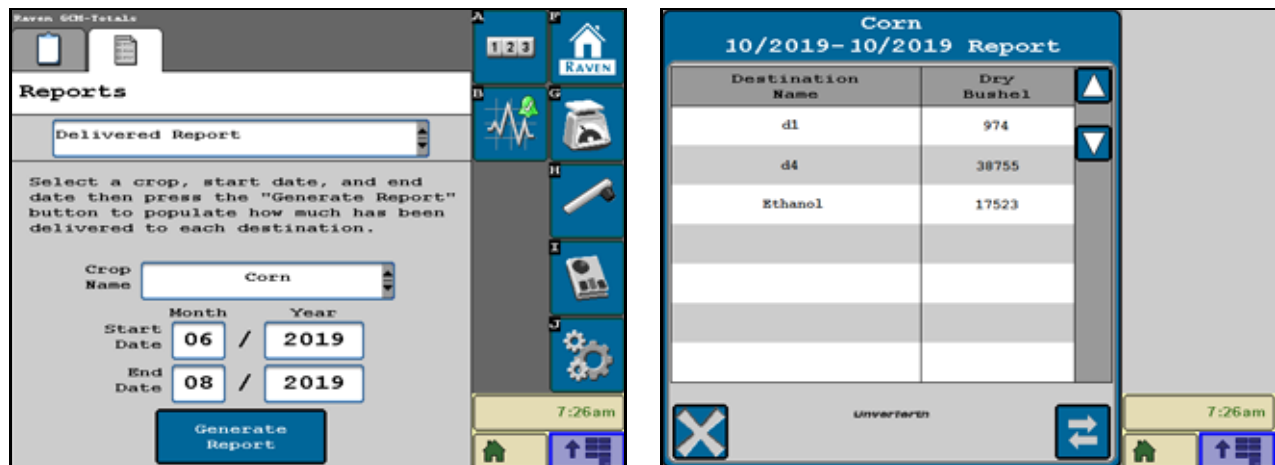 Raven GCM-Totals
Reports
Delivered Report
Select a crop, start date, and end
date then press the "Generate Report"
button to populate how much has been
delivered to each destination.
Crop
Name
Corn
Month Year
Start
Date
06 / 2019
End
Date
08 / 2019
Generate
Report
A
F
1 2 3
RAVEN
B
G
H
I
J
7:26am
Corn
10/2019-10/2019 Report
Destination
Name
Dry
Bushel
d1 974
d4 38755
Ethanol 17523
Unverferth
7:26am